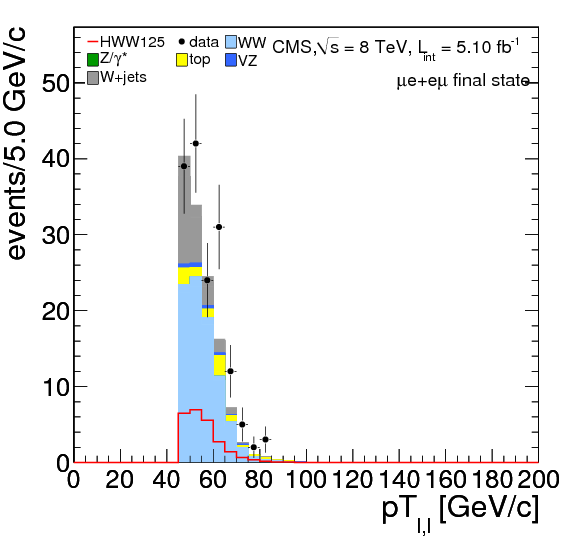 HWW125 data WW CMS,√s = 8 TeV, L_int = 5.10 fb⁻¹
Z/γ* top VZ
W+jets μe+eμ final state
events/5.0 GeV/c
50
40
30
20
10
0
0 20 40 60 80 100 120 140 160 180 200
pT_l,l [GeV/c]